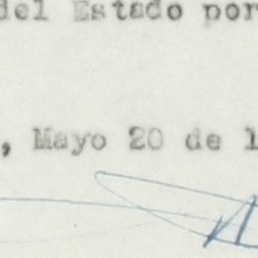 del Estado por
, Mayo 20 de 1